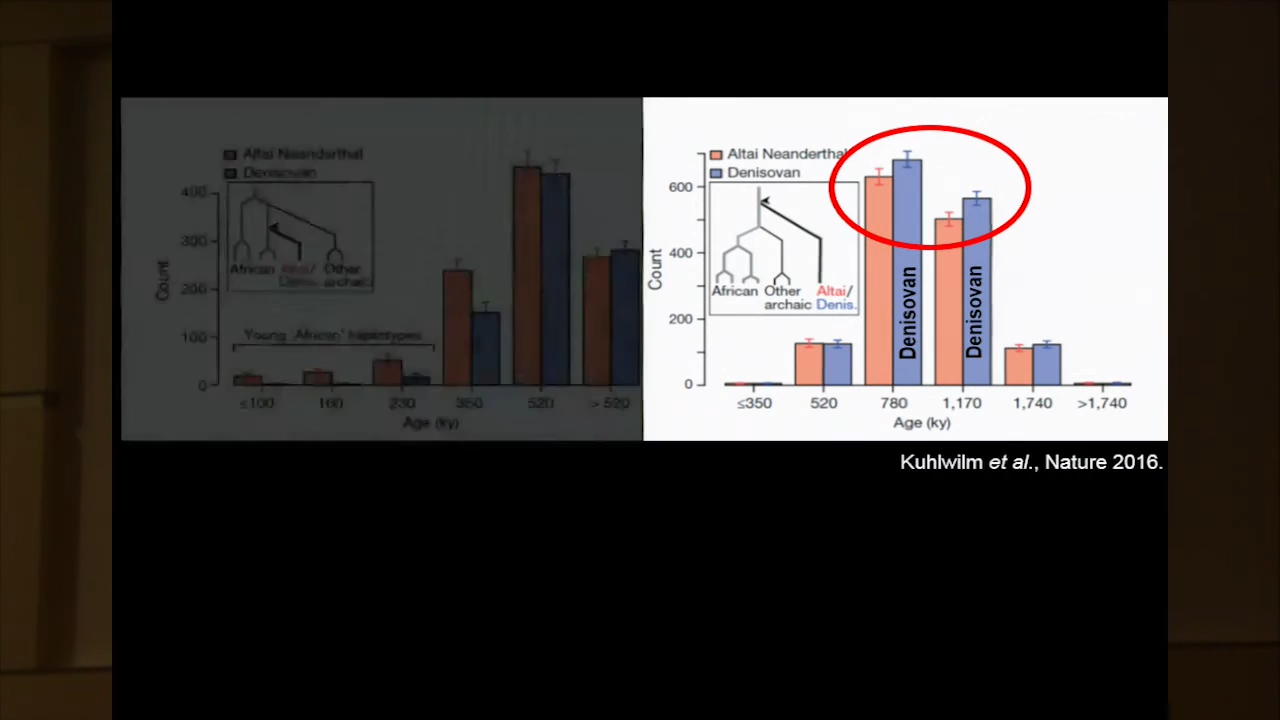 Altai Neanderthal
Denisovan
400
300
200
100
0
Count
African Altai/ Other
Denis. archaic
Young 'African' haplotypes
≤100 160 230 350 520 > 520
Age (ky)
Altai Neanderthal
Denisovan
600
400
200
0
Count
African Other Altai/
archaic Denis.
Denisovan
Denisovan
≤350 520 780 1,170 1,740 >1,740
Age (ky)
Kuhlwilm et al., Nature 2016.